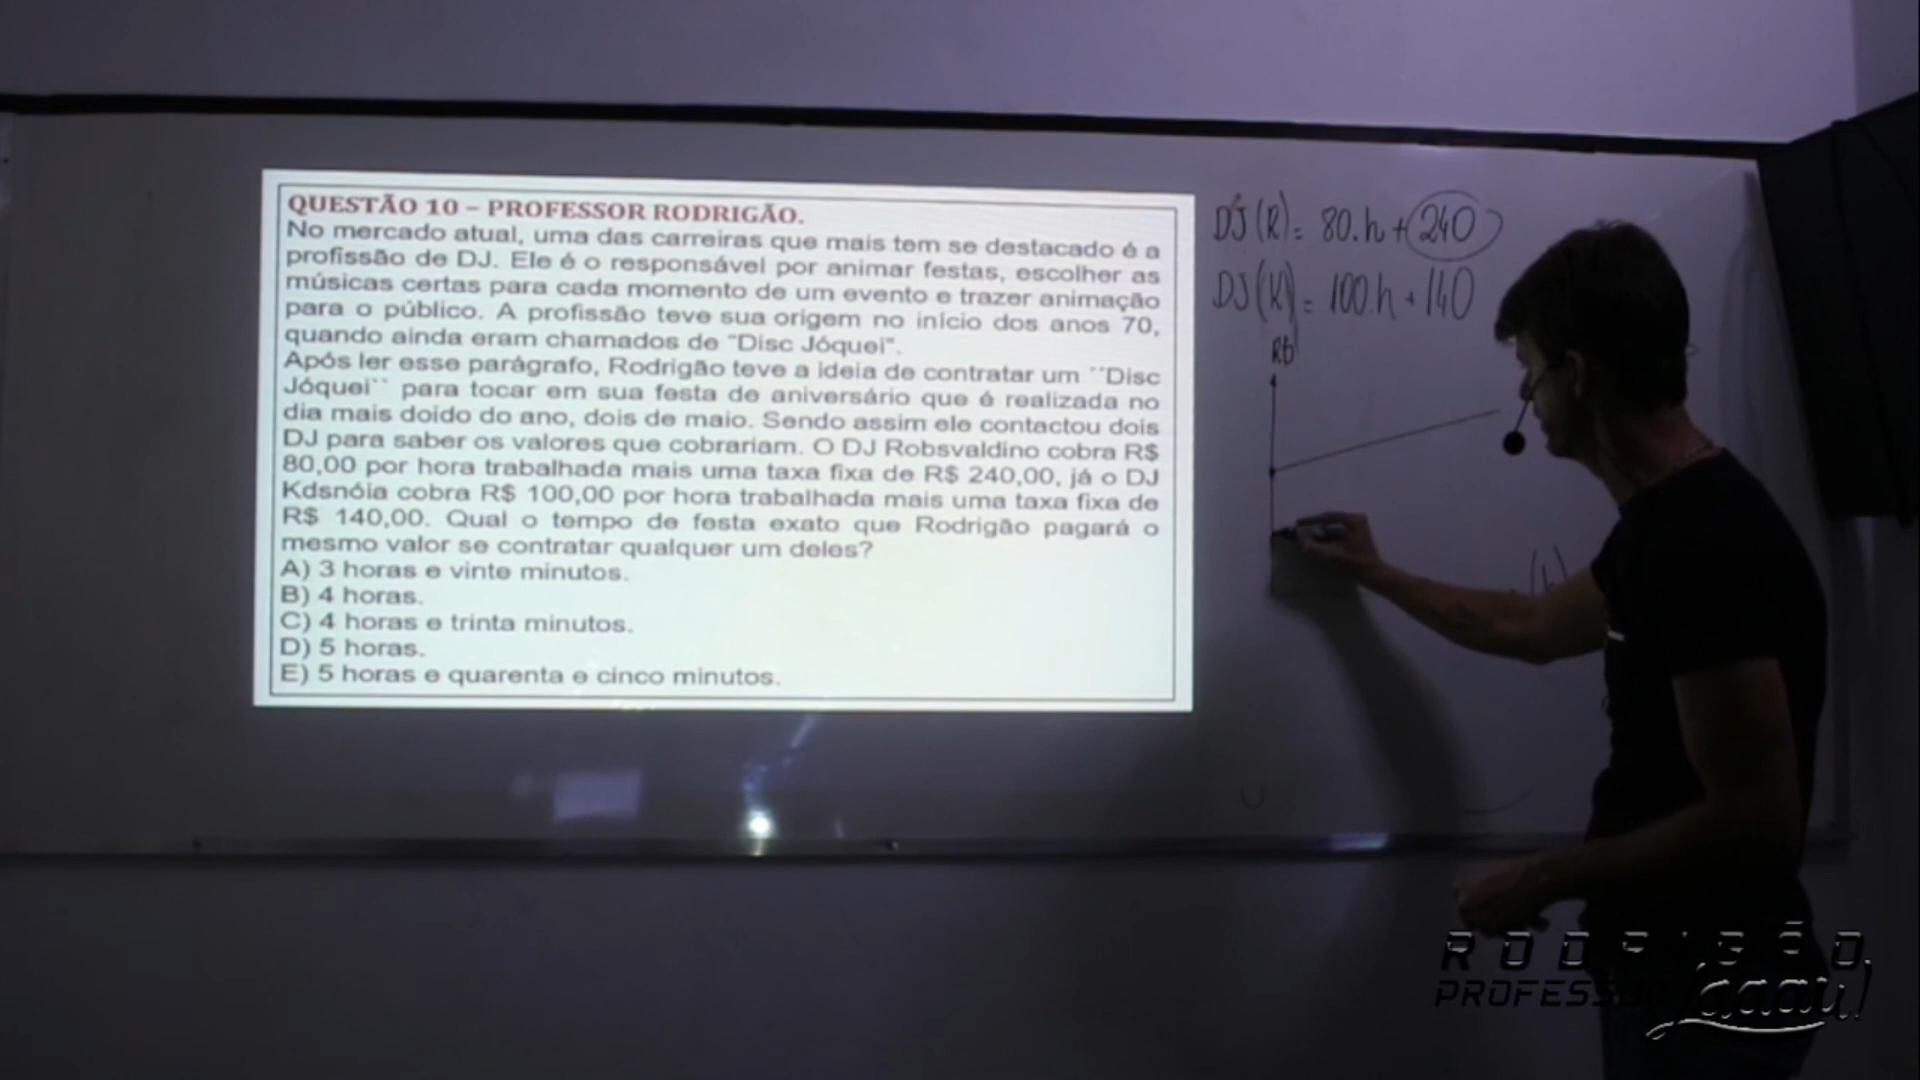 QUESTÃO 10 – PROFESSOR RODRIGÃO.
No mercado atual, uma das carreiras que mais tem se destacado é a
profissão de DJ. Ele é o responsável por animar festas, escolher as
músicas certas para cada momento de um evento e trazer animação
para o público. A profissão teve sua origem no início dos anos 70,
quando ainda eram chamados de "Disc Jóquei".
Após ler esse parágrafo, Rodrigão teve a ideia de contratar um ´´Disc
Jóquei`` para tocar em sua festa de aniversário que é realizada no
dia mais doido do ano, dois de maio. Sendo assim ele contactou dois
DJ para saber os valores que cobrariam. O DJ Robsvaldino cobra R$
80,00 por hora trabalhada mais uma taxa fixa de R$ 240,00, já o DJ
Kdsnóia cobra R$ 100,00 por hora trabalhada mais uma taxa fixa de
R$ 140,00. Qual o tempo de festa exato que Rodrigão pagará o
mesmo valor se contratar qualquer um deles?
A) 3 horas e vinte minutos.
B) 4 horas.
C) 4 horas e trinta minutos.
D) 5 horas.
E) 5 horas e quarenta e cinco minutos.
DJ(R) = 80.h + 240
DJ(K) = 100.h + 140
R$
(h)
RODRIGÃO
PROFESSOR